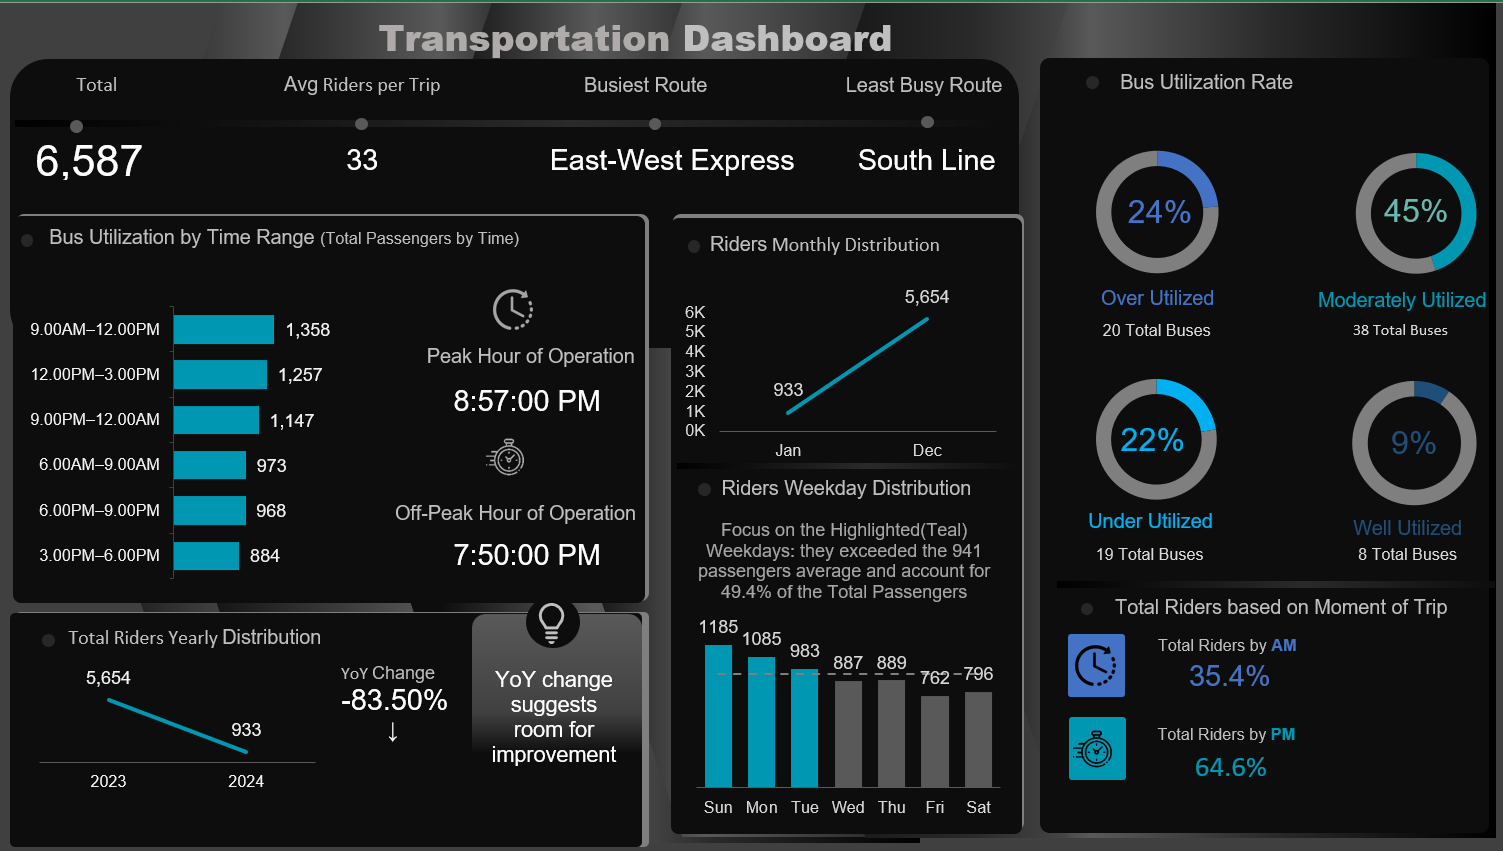 Transportation Dashboard
Total
Avg Riders per Trip
Busiest Route
Least Busy Route
6,587
33
East-West Express
South Line
Bus Utilization by Time Range (Total Passengers by Time)
9.00AM–12.00PM
1,358
12.00PM–3.00PM
1,257
9.00PM–12.00AM
1,147
6.00AM–9.00AM
973
6.00PM–9.00PM
968
3.00PM–6.00PM
884
Peak Hour of Operation
8:57:00 PM
Off-Peak Hour of Operation
7:50:00 PM
Total Riders Yearly Distribution
5,654
933
2023
2024
YoY Change
-83.50%
↓
YoY change
suggests
room for
improvement
Riders Monthly Distribution
6K
5K
4K
3K
2K
1K
0K
933
5,654
Jan
Dec
Riders Weekday Distribution
Focus on the Highlighted(Teal)
Weekdays: they exceeded the 941
passengers average and account for
49.4% of the Total Passengers
1185
1085
983
887
889
762
796
Sun
Mon
Tue
Wed
Thu
Fri
Sat
Bus Utilization Rate
24%
Over Utilized
20 Total Buses
45%
Moderately Utilized
38 Total Buses
22%
Under Utilized
19 Total Buses
9%
Well Utilized
8 Total Buses
Total Riders based on Moment of Trip
Total Riders by AM
35.4%
Total Riders by PM
64.6%